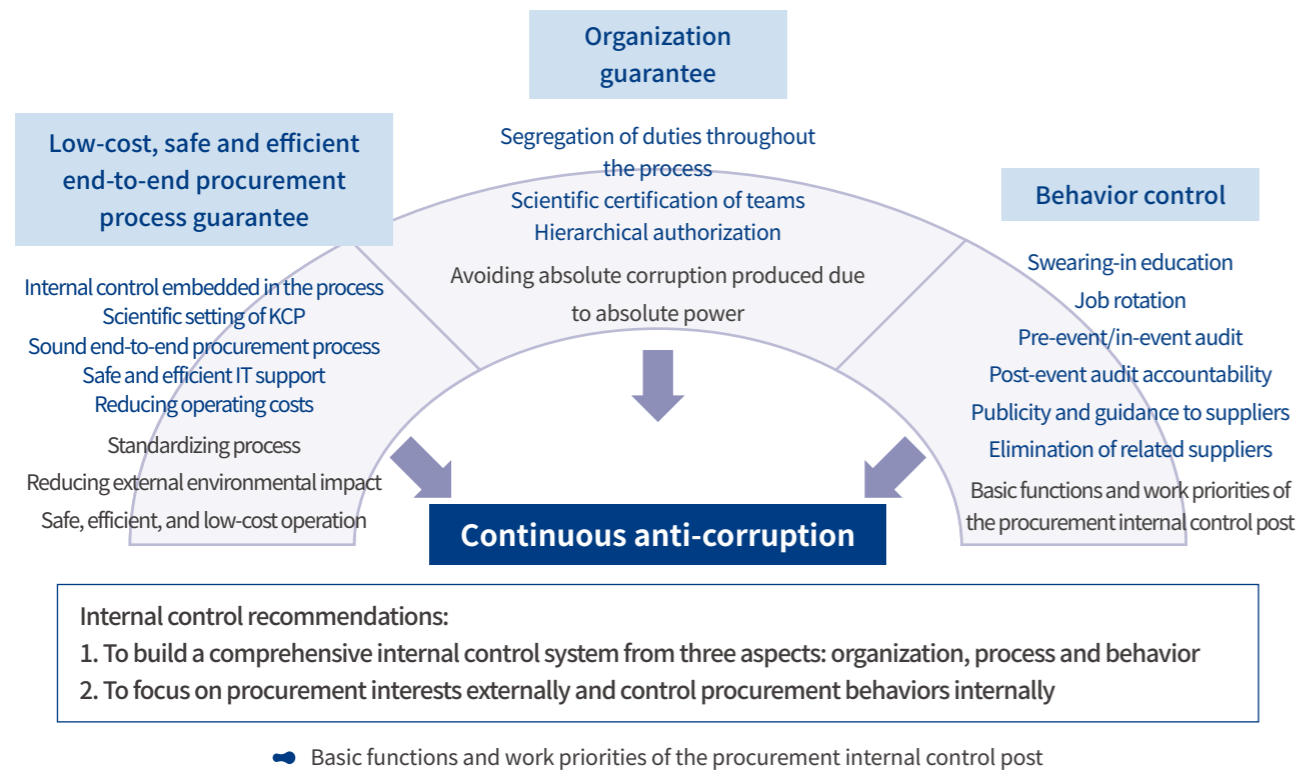 Organization
guarantee
Segregation of duties throughout
the process
Scientific certification of teams
Hierarchical authorization
Avoiding absolute corruption produced due
to absolute power
Low-cost, safe and efficient
end-to-end procurement
process guarantee
Internal control embedded in the process
Scientific setting of KCP
Sound end-to-end procurement process
Safe and efficient IT support
Reducing operating costs
Standardizing process
Reducing external environmental impact
Safe, efficient, and low-cost operation
Behavior control
Swearing-in education
Job rotation
Pre-event/in-event audit
Post-event audit accountability
Publicity and guidance to suppliers
Elimination of related suppliers
Basic functions and work priorities of
the procurement internal control post
Continuous anti-corruption
Internal control recommendations:
1. To build a comprehensive internal control system from three aspects: organization, process and behavior
2. To focus on procurement interests externally and control procurement behaviors internally
Basic functions and work priorities of the procurement internal control post